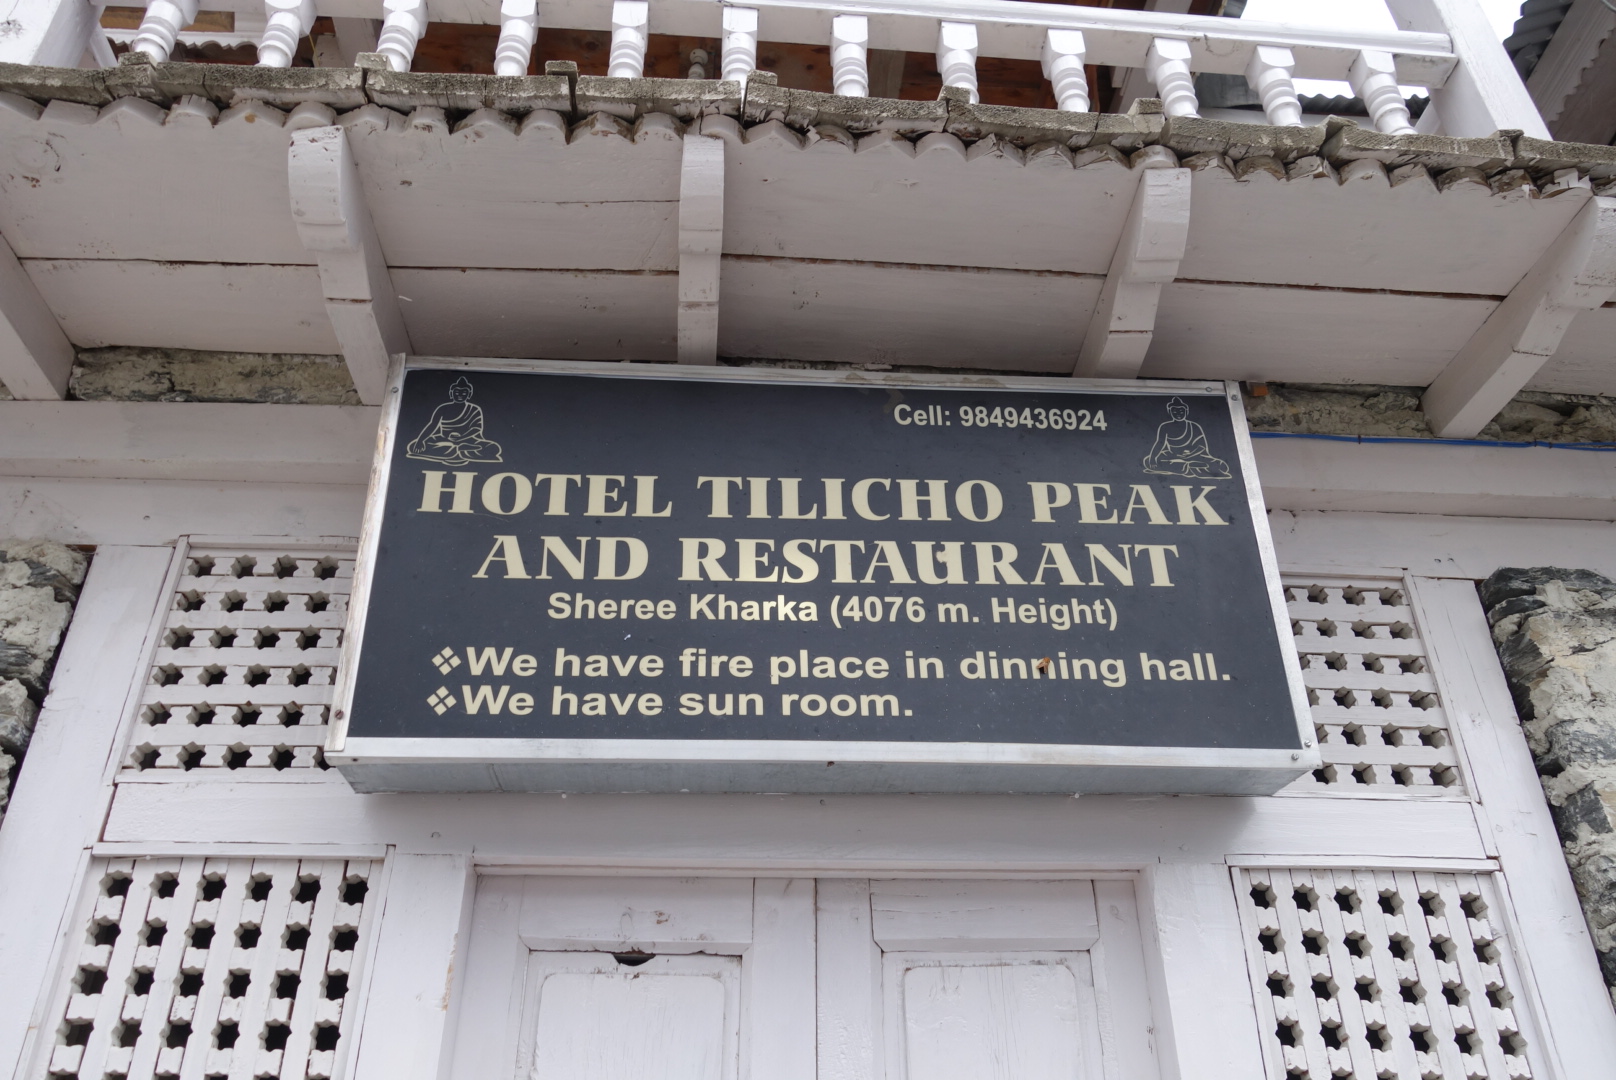 Cell: 9849436924
HOTEL TILICHO PEAK
AND RESTAURANT
Sheree Kharka (4076 m. Height)
❖We have fire place in dinning hall.
❖We have sun room.